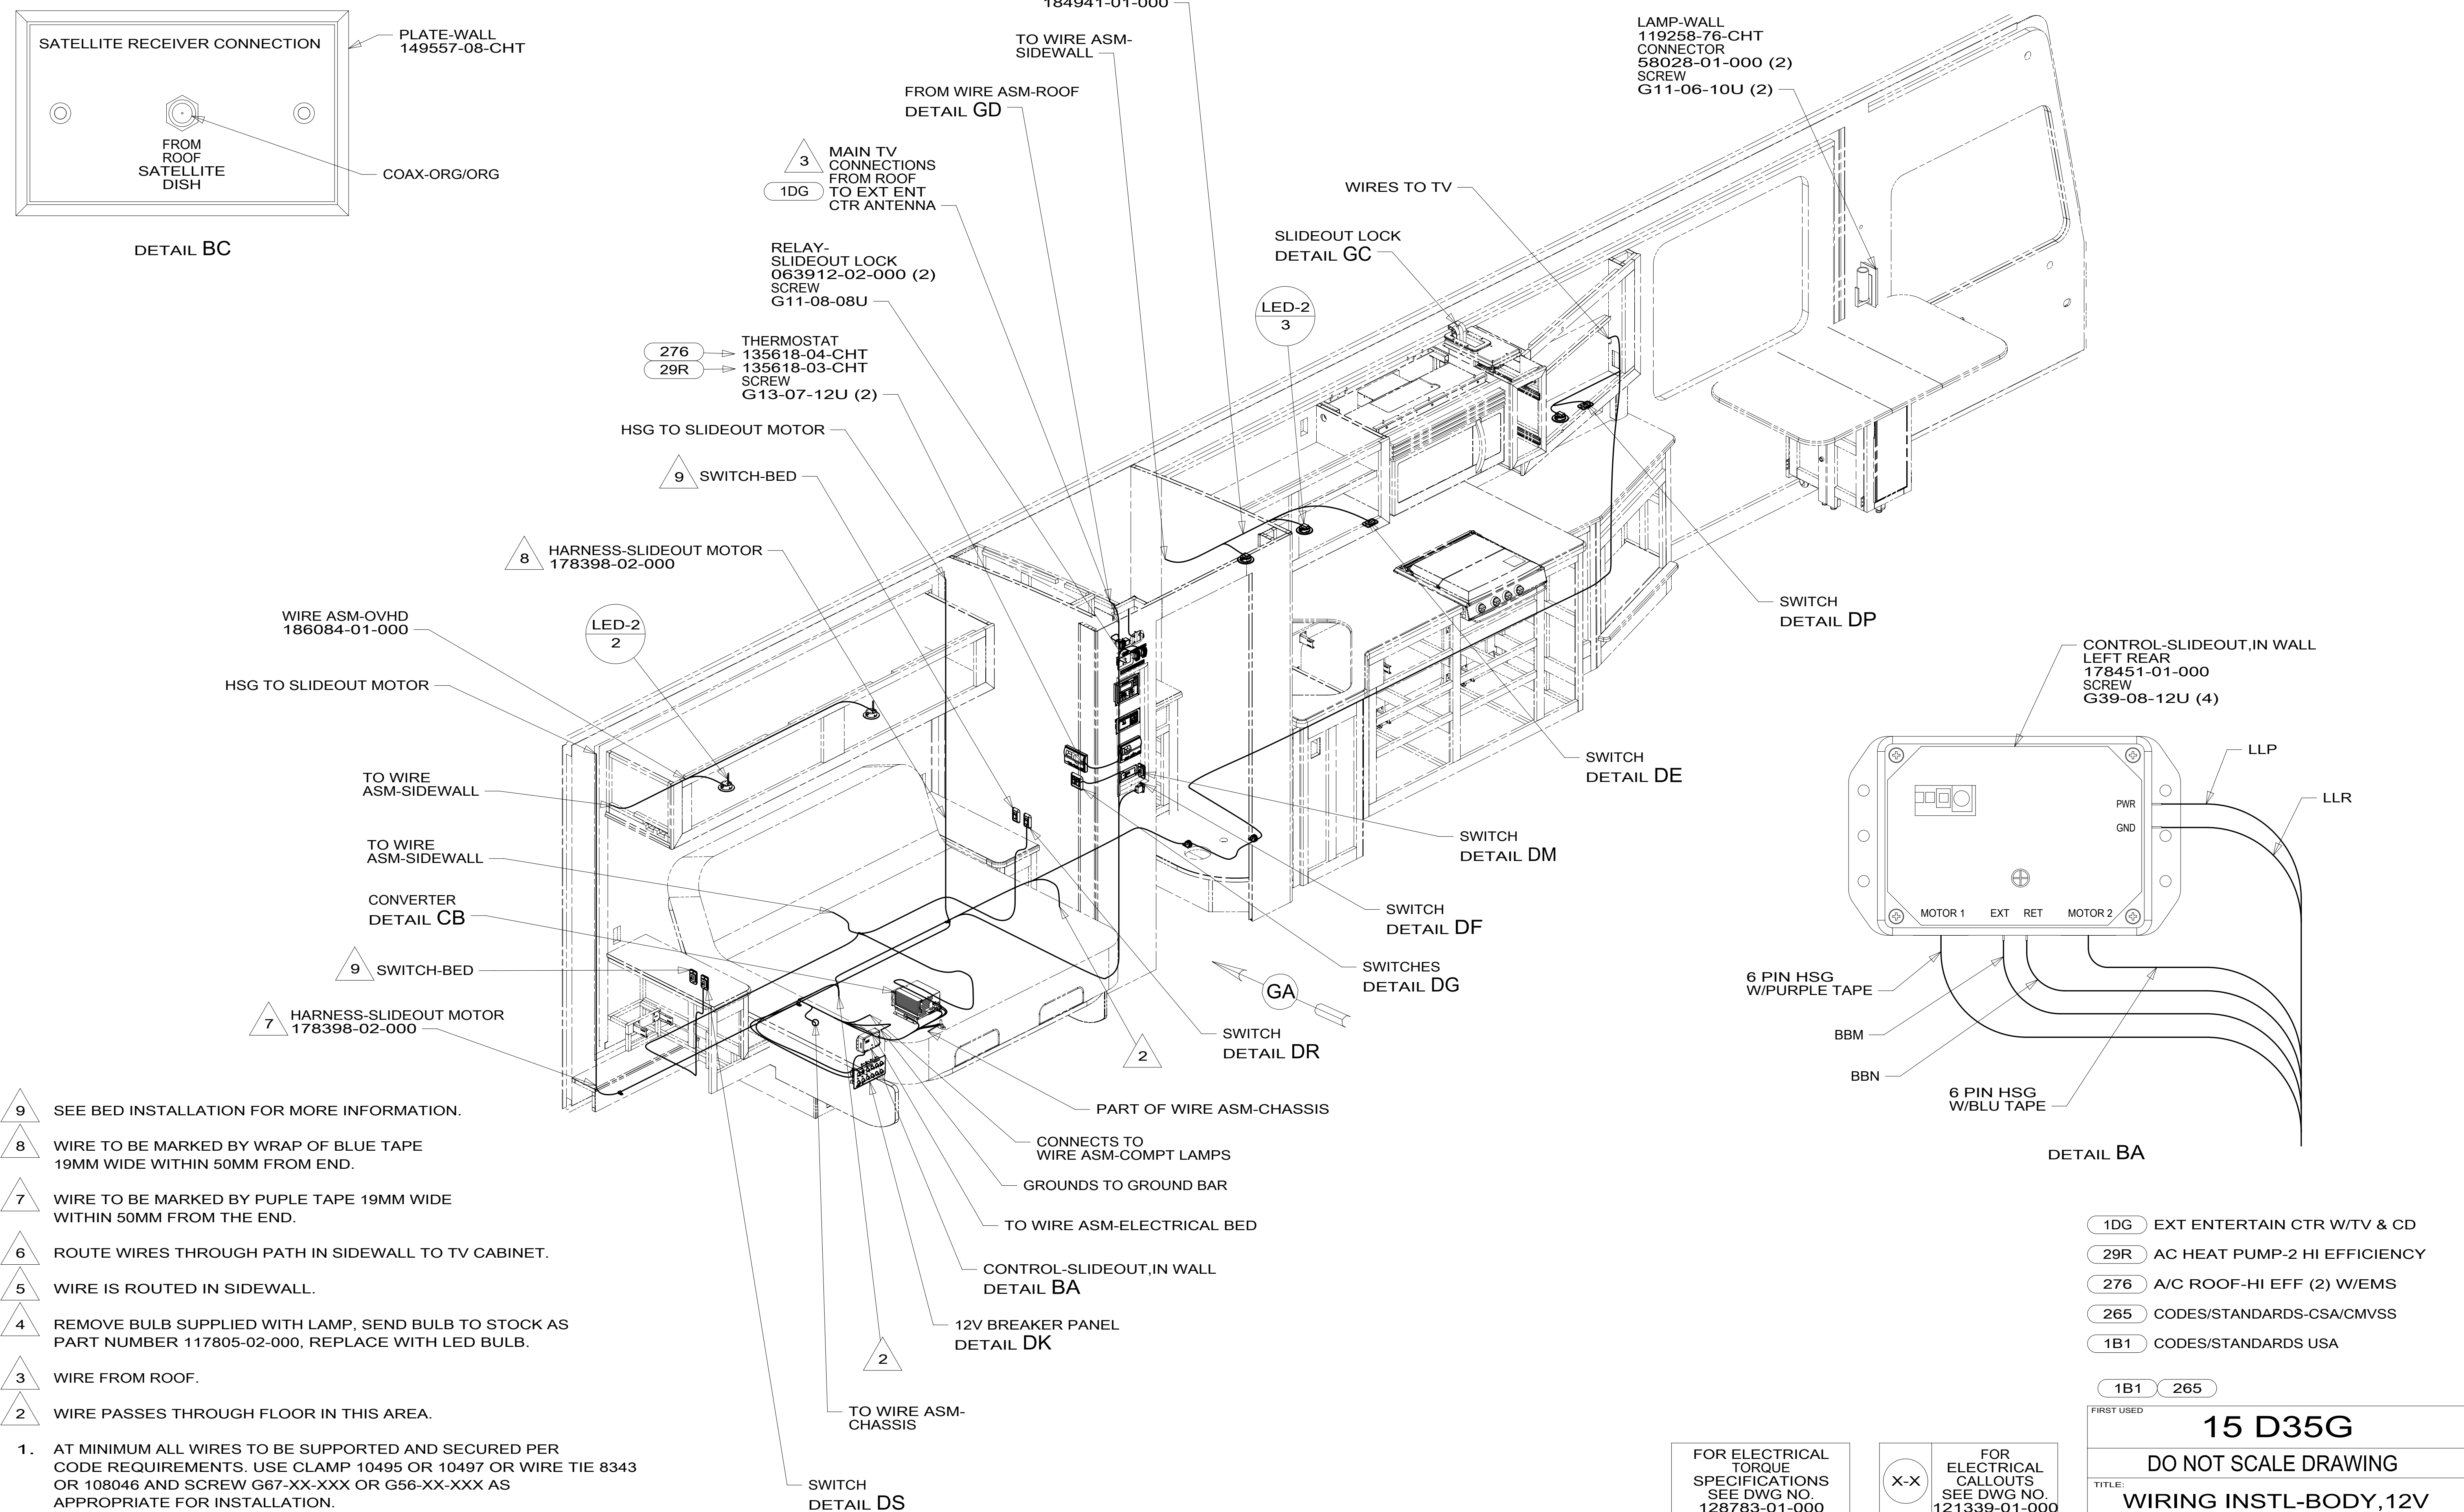 SATELLITE RECEIVER CONNECTION
FROM
ROOF
SATELLITE
DISH
PLATE-WALL
149557-08-CHT
COAX-ORG/ORG
DETAIL BC
184941-01-000
TO WIRE ASM-
SIDEWALL
FROM WIRE ASM-ROOF
DETAIL GD
3
1DG
MAIN TV
CONNECTIONS
FROM ROOF
TO EXT ENT
CTR ANTENNA
RELAY-
SLIDEOUT LOCK
063912-02-000 (2)
SCREW
G11-08-08U
276
29R
THERMOSTAT
135618-04-CHT
135618-03-CHT
SCREW
G13-07-12U (2)
HSG TO SLIDEOUT MOTOR
9
SWITCH-BED
8
HARNESS-SLIDEOUT MOTOR
178398-02-000
WIRE ASM-OVHD
186084-01-000
LED-2
2
HSG TO SLIDEOUT MOTOR
TO WIRE
ASM-SIDEWALL
TO WIRE
ASM-SIDEWALL
CONVERTER
DETAIL CB
9
SWITCH-BED
7
HARNESS-SLIDEOUT MOTOR
178398-02-000
LAMP-WALL
119258-76-CHT
CONNECTOR
58028-01-000 (2)
SCREW
G11-06-10U (2)
WIRES TO TV
SLIDEOUT LOCK
DETAIL GC
LED-2
3
SWITCH
DETAIL DP
SWITCH
DETAIL DE
SWITCH
DETAIL DM
SWITCH
DETAIL DF
SWITCHES
DETAIL DG
GA
SWITCH
DETAIL DR
2
PART OF WIRE ASM-CHASSIS
CONNECTS TO
WIRE ASM-COMPT LAMPS
GROUNDS TO GROUND BAR
TO WIRE ASM-ELECTRICAL BED
CONTROL-SLIDEOUT,IN WALL
DETAIL BA
12V BREAKER PANEL
DETAIL DK
2
TO WIRE ASM-
CHASSIS
SWITCH
DETAIL DS
CONTROL-SLIDEOUT,IN WALL
LEFT REAR
178451-01-000
SCREW
G39-08-12U (4)
LLP
LLR
PWR
GND
MOTOR 1 EXT RET MOTOR 2
6 PIN HSG
W/PURPLE TAPE
BBM
BBN
6 PIN HSG
W/BLU TAPE
DETAIL BA
9 SEE BED INSTALLATION FOR MORE INFORMATION.
8 WIRE TO BE MARKED BY WRAP OF BLUE TAPE
19MM WIDE WITHIN 50MM FROM END.
7 WIRE TO BE MARKED BY PUPLE TAPE 19MM WIDE
WITHIN 50MM FROM THE END.
6 ROUTE WIRES THROUGH PATH IN SIDEWALL TO TV CABINET.
5 WIRE IS ROUTED IN SIDEWALL.
4 REMOVE BULB SUPPLIED WITH LAMP, SEND BULB TO STOCK AS
PART NUMBER 117805-02-000, REPLACE WITH LED BULB.
3 WIRE FROM ROOF.
2 WIRE PASSES THROUGH FLOOR IN THIS AREA.
1. AT MINIMUM ALL WIRES TO BE SUPPORTED AND SECURED PER
CODE REQUIREMENTS. USE CLAMP 10495 OR 10497 OR WIRE TIE 8343
OR 108046 AND SCREW G67-XX-XXX OR G56-XX-XXX AS
APPROPRIATE FOR INSTALLATION.
1DG EXT ENTERTAIN CTR W/TV & CD
29R AC HEAT PUMP-2 HI EFFICIENCY
276 A/C ROOF-HI EFF (2) W/EMS
265 CODES/STANDARDS-CSA/CMVSS
1B1 CODES/STANDARDS USA
1B1 265
FIRST USED
15 D35G
DO NOT SCALE DRAWING
TITLE:
WIRING INSTL-BODY,12V
FOR ELECTRICAL
TORQUE
SPECIFICATIONS
SEE DWG NO.
128783-01-000
X-X
FOR
ELECTRICAL
CALLOUTS
SEE DWG NO.
121339-01-000